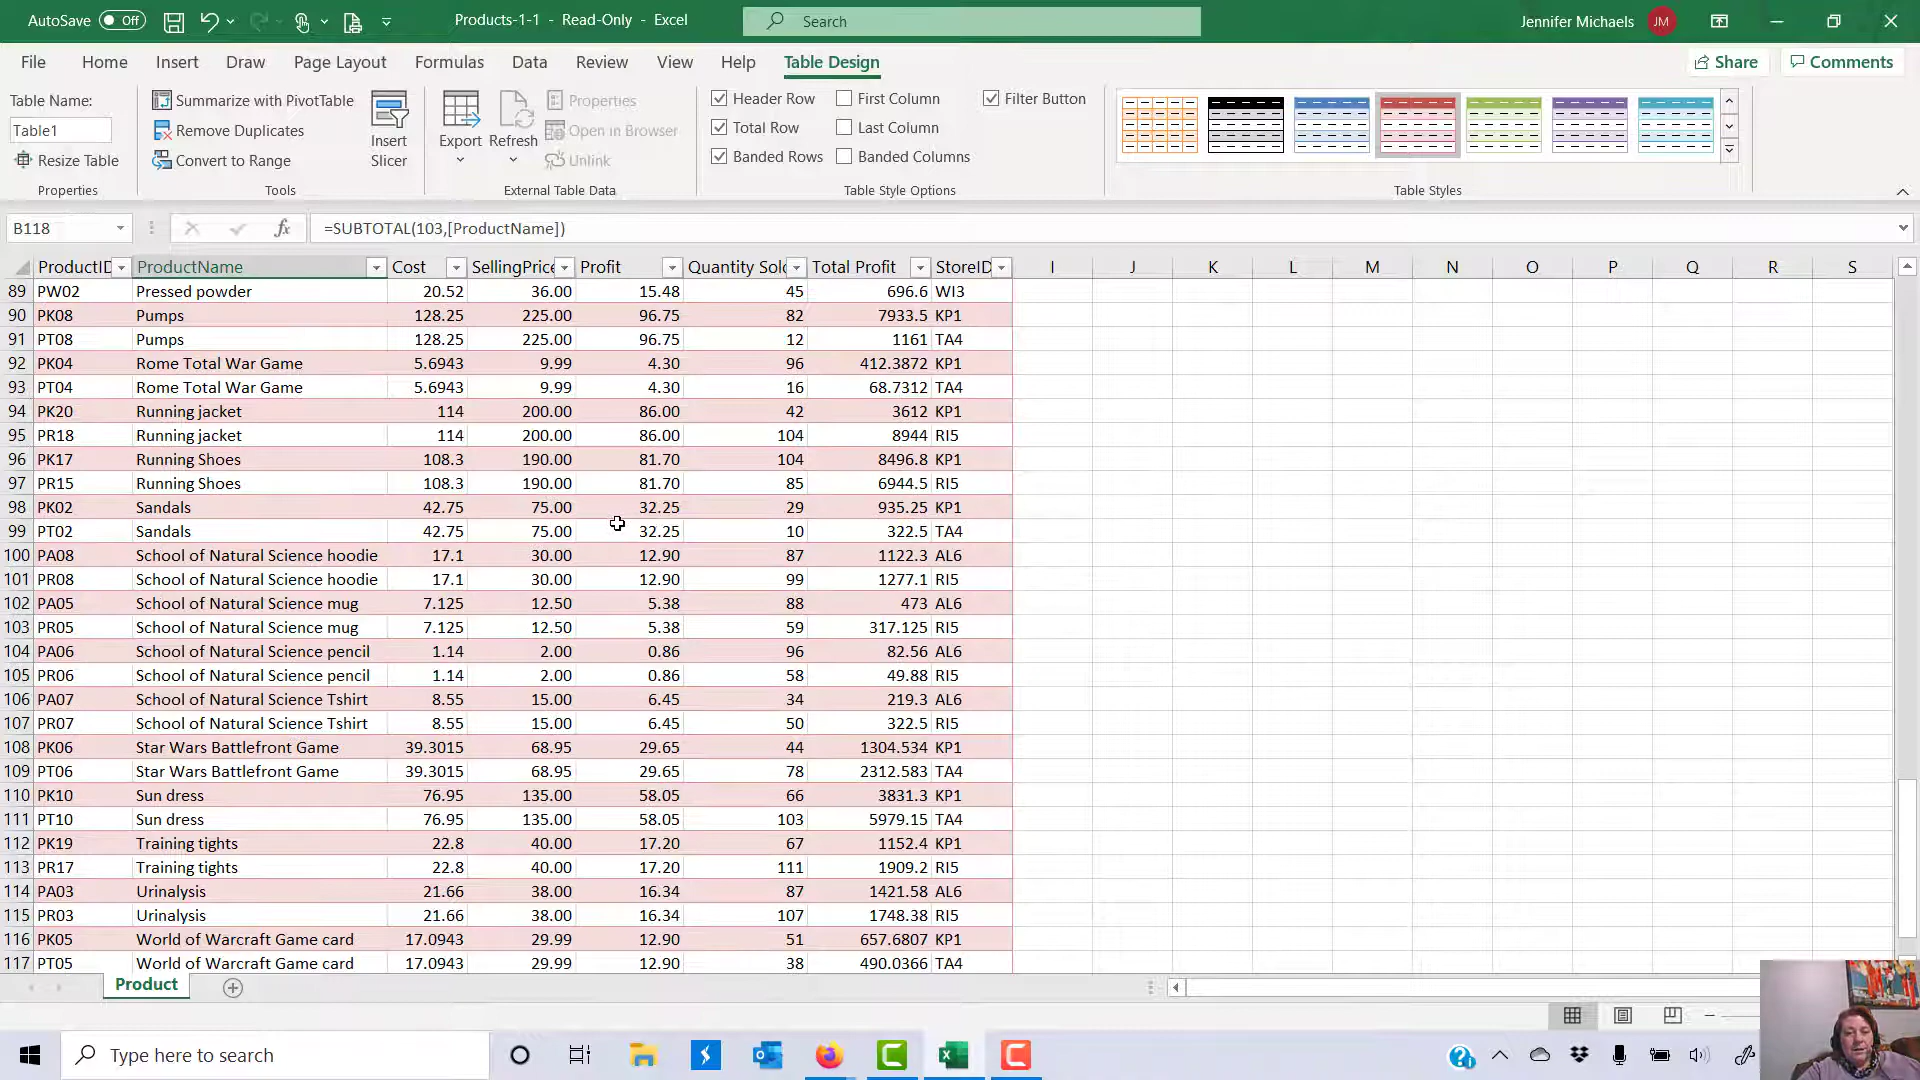 AutoSave Off Products-1-1 - Read-Only - Excel Search Jennifer Michaels JM
File Home Insert Draw Page Layout Formulas Data Review View Help Table Design Share Comments
Table Name: Summarize with PivotTable Properties Header Row First Column Filter Button
Table1 Remove Duplicates Insert Slicer Export Refresh Open in Browser Total Row Last Column
Resize Table Convert to Range Unlink Banded Rows Banded Columns
Properties Tools External Table Data Table Style Options Table Styles
B118 fx =SUBTOTAL(103,[ProductName])
ProductID ProductName Cost SellingPrice Profit Quantity Sol Total Profit StoreID I J K L M N O P Q R S
89 PW02 Pressed powder 20.52 36.00 15.48 45 696.6 WI3
90 PK08 Pumps 128.25 225.00 96.75 82 7933.5 KP1
91 PT08 Pumps 128.25 225.00 96.75 12 1161 TA4
92 PK04 Rome Total War Game 5.6943 9.99 4.30 96 412.3872 KP1
93 PT04 Rome Total War Game 5.6943 9.99 4.30 16 68.7312 TA4
94 PK20 Running jacket 114 200.00 86.00 42 3612 KP1
95 PR18 Running jacket 114 200.00 86.00 104 8944 RI5
96 PK17 Running Shoes 108.3 190.00 81.70 104 8496.8 KP1
97 PR15 Running Shoes 108.3 190.00 81.70 85 6944.5 RI5
98 PK02 Sandals 42.75 75.00 32.25 29 935.25 KP1
99 PT02 Sandals 42.75 75.00 32.25 10 322.5 TA4
100 PA08 School of Natural Science hoodie 17.1 30.00 12.90 87 1122.3 AL6
101 PR08 School of Natural Science hoodie 17.1 30.00 12.90 99 1277.1 RI5
102 PA05 School of Natural Science mug 7.125 12.50 5.38 88 473 AL6
103 PR05 School of Natural Science mug 7.125 12.50 5.38 59 317.125 RI5
104 PA06 School of Natural Science pencil 1.14 2.00 0.86 96 82.56 AL6
105 PR06 School of Natural Science pencil 1.14 2.00 0.86 58 49.88 RI5
106 PA07 School of Natural Science Tshirt 8.55 15.00 6.45 34 219.3 AL6
107 PR07 School of Natural Science Tshirt 8.55 15.00 6.45 50 322.5 RI5
108 PK06 Star Wars Battlefront Game 39.3015 68.95 29.65 44 1304.534 KP1
109 PT06 Star Wars Battlefront Game 39.3015 68.95 29.65 78 2312.583 TA4
110 PK10 Sun dress 76.95 135.00 58.05 66 3831.3 KP1
111 PT10 Sun dress 76.95 135.00 58.05 103 5979.15 TA4
112 PK19 Training tights 22.8 40.00 17.20 67 1152.4 KP1
113 PR17 Training tights 22.8 40.00 17.20 111 1909.2 RI5
114 PA03 Urinalysis 21.66 38.00 16.34 87 1421.58 AL6
115 PR03 Urinalysis 21.66 38.00 16.34 107 1748.38 RI5
116 PK05 World of Warcraft Game card 17.0943 29.99 12.90 51 657.6807 KP1
117 PT05 World of Warcraft Game card 17.0943 29.99 12.90 38 490.0366 TA4
Product
Type here to search